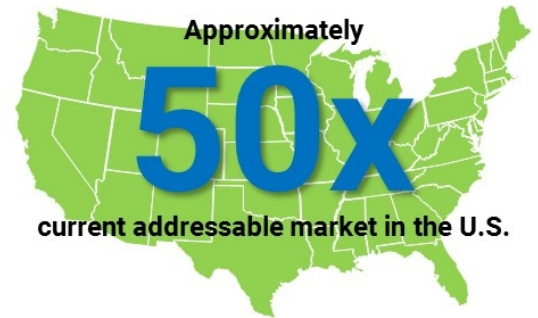 Approximately
50x
current addressable market in the U.S.